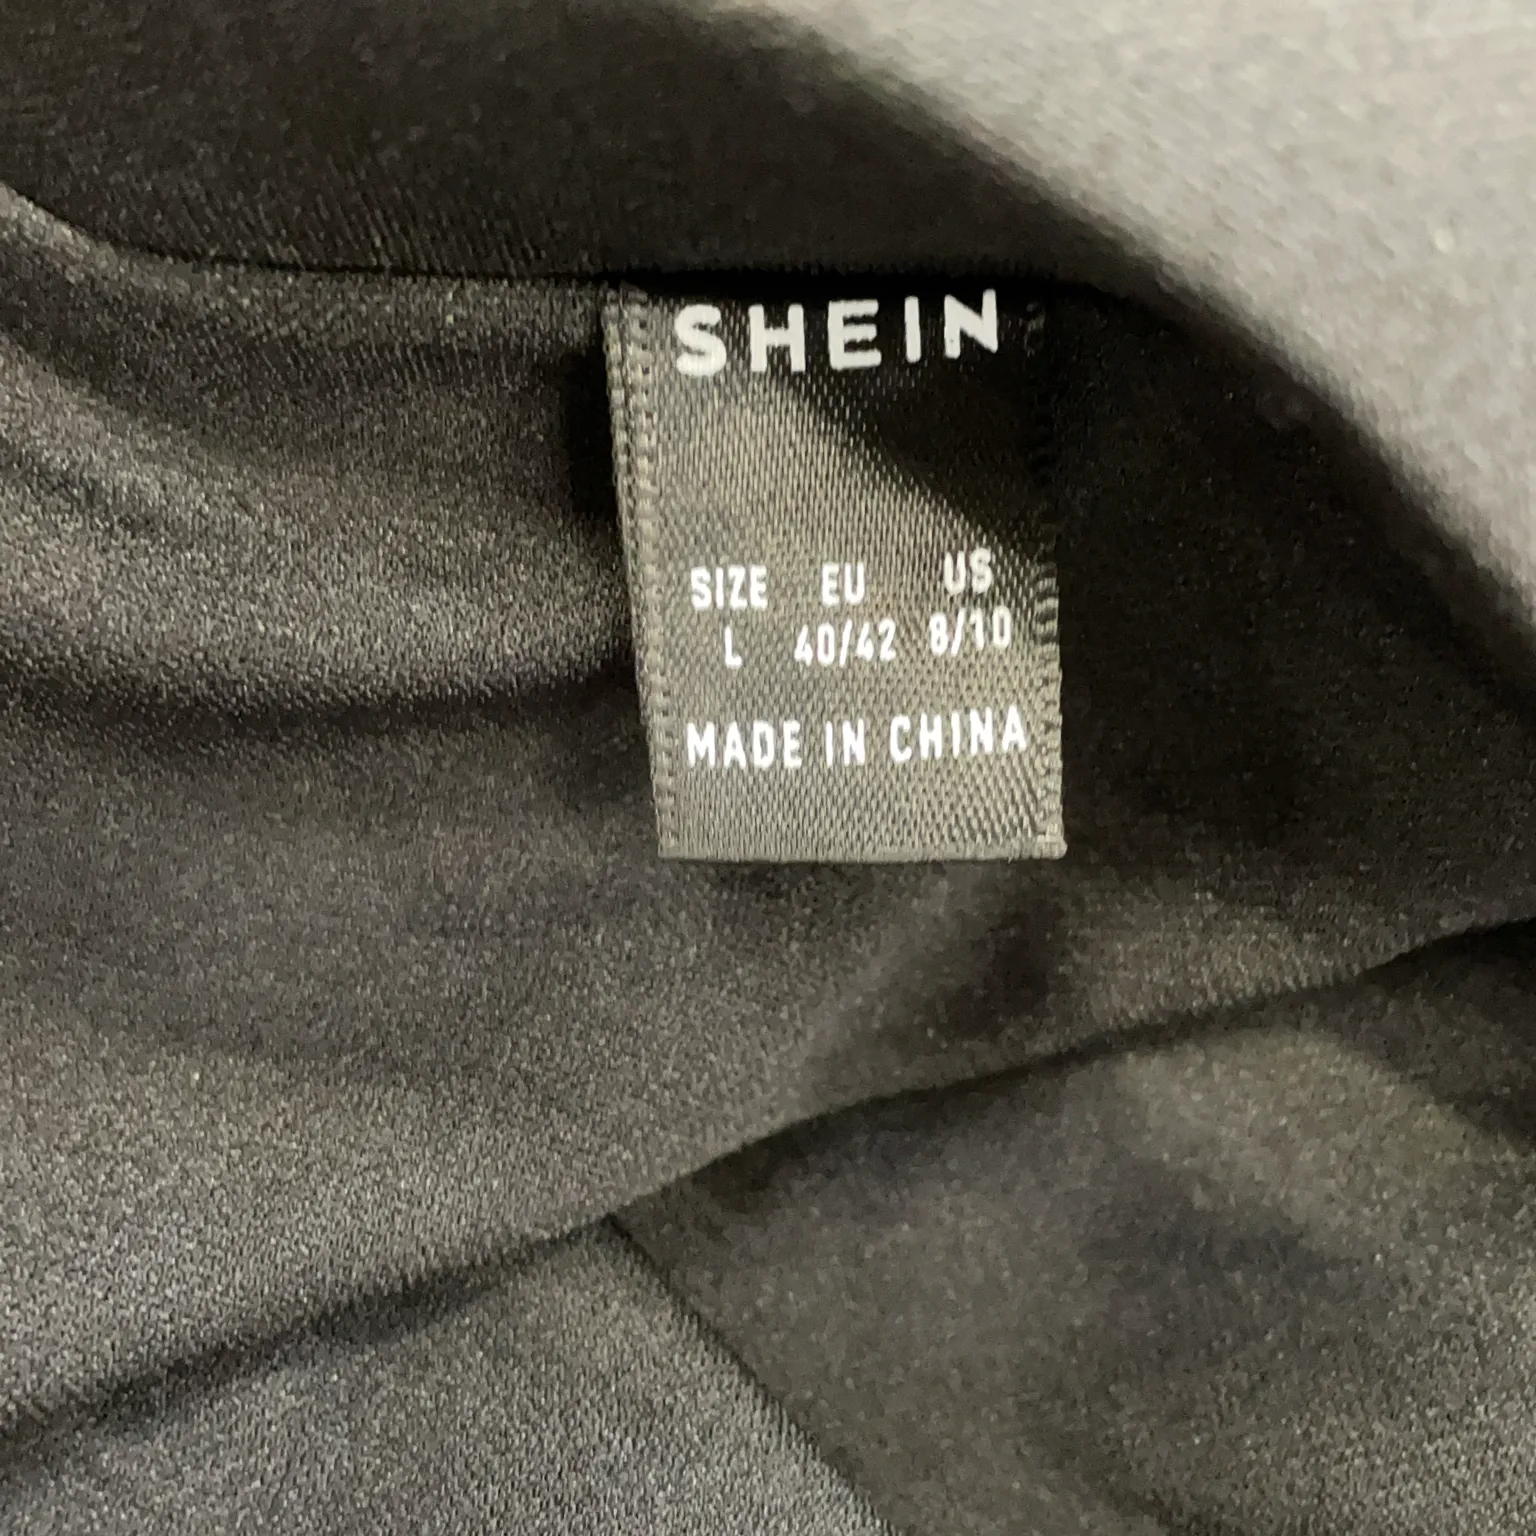 SHEIN
SIZE EU US
L 40/42 8/10
MADE IN CHINA